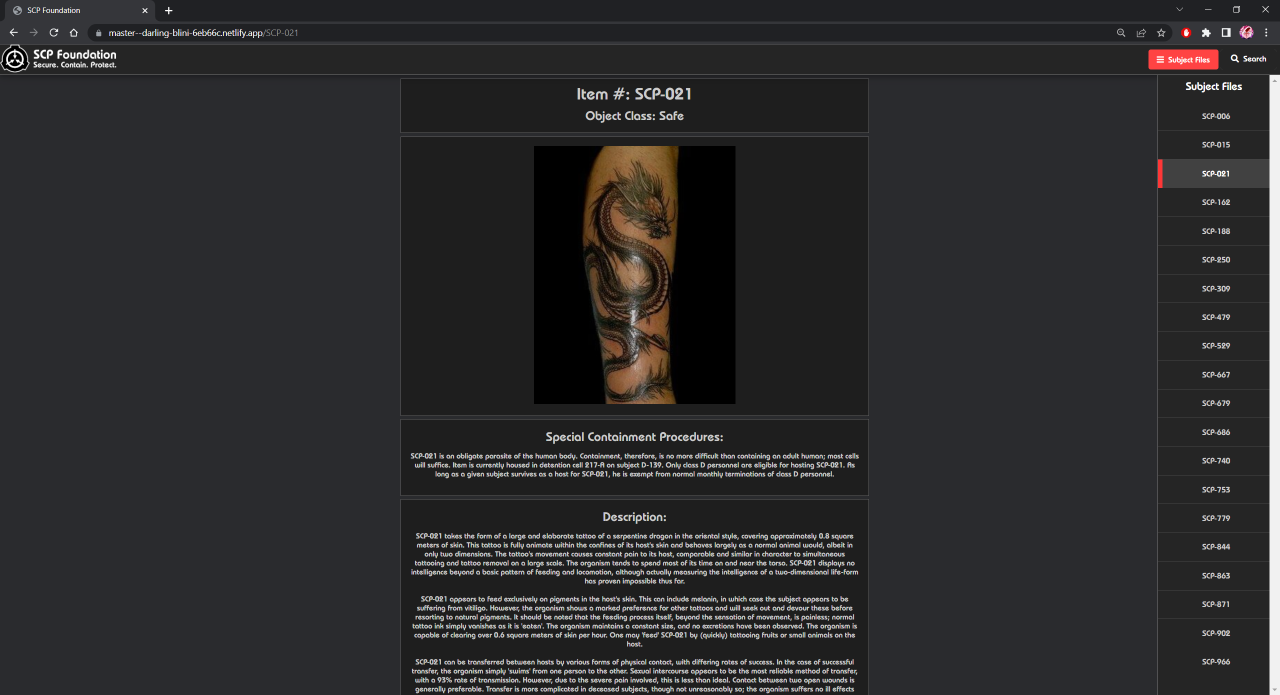 SCP Foundation
master--darling-blini-6eb66c.netlify.app/SCP-021
SCP Foundation
Secure. Contain. Protect.
Subject Files
Search
Item #: SCP-021
Object Class: Safe
Special Containment Procedures:
SCP-021 is an obligate parasite of the human body. Containment, therefore, is no more difficult than containing an adult human; most cells
will suffice. Item is currently housed in detention cell 217-A on subject D-139. Only class D personnel are eligible for hosting SCP-021. As
long as a given subject survives as a host for SCP-021, he is exempt from normal monthly terminations of class D personnel.
Description:
SCP-021 takes the form of a large and elaborate tattoo of a serpentine dragon in the oriental style, covering approximately 0.8 square
meters of skin. This tattoo is fully animate within the confines of its host's skin and behaves largely as a normal animal would, albeit in
only two dimensions. The tattoo's movement causes constant pain to its host, comparable and similar in character to simultaneous
tattooing and tattoo removal on a large scale. The organism tends to spend most of its time on and near the torso. SCP-021 displays no
intelligence beyond a basic pattern of feeding and locomotion, although actually measuring the intelligence of a two-dimensional life-form
has proven impossible thus far.
SCP-021 appears to feed exclusively on pigments in the host's skin. This can include melanin, in which case the subject appears to be
suffering from vitiligo. However, the organism shows a marked preference for other tattoos and will seek out and devour these before
resorting to natural pigments. It should be noted that the feeding process itself, beyond the sensation of movement, is painless; normal
tattoo ink simply vanishes as it is 'eaten'. The organism maintains a constant size, and no excretions have been observed. The organism is
capable of clearing over 0.6 square meters of skin per hour. One may 'feed' SCP-021 by (quickly) tattooing fruits or small animals on the
host.
SCP-021 can be transferred between hosts by various forms of physical contact, with differing rates of success. In the case of successful
transfer, the organism simply 'swims' from one person to the other. Sexual intercourse appears to be the most reliable method of transfer,
with a 93% rate of transmission. However, due to the severe pain involved, this is less than ideal. Contact between two open wounds is
generally preferable. Transfer is more complicated in deceased subjects, though not unreasonably so; the organism suffers no ill effects
Subject Files
SCP-006
SCP-015
SCP-021
SCP-162
SCP-188
SCP-250
SCP-309
SCP-479
SCP-529
SCP-667
SCP-679
SCP-686
SCP-740
SCP-753
SCP-779
SCP-844
SCP-863
SCP-871
SCP-902
SCP-966